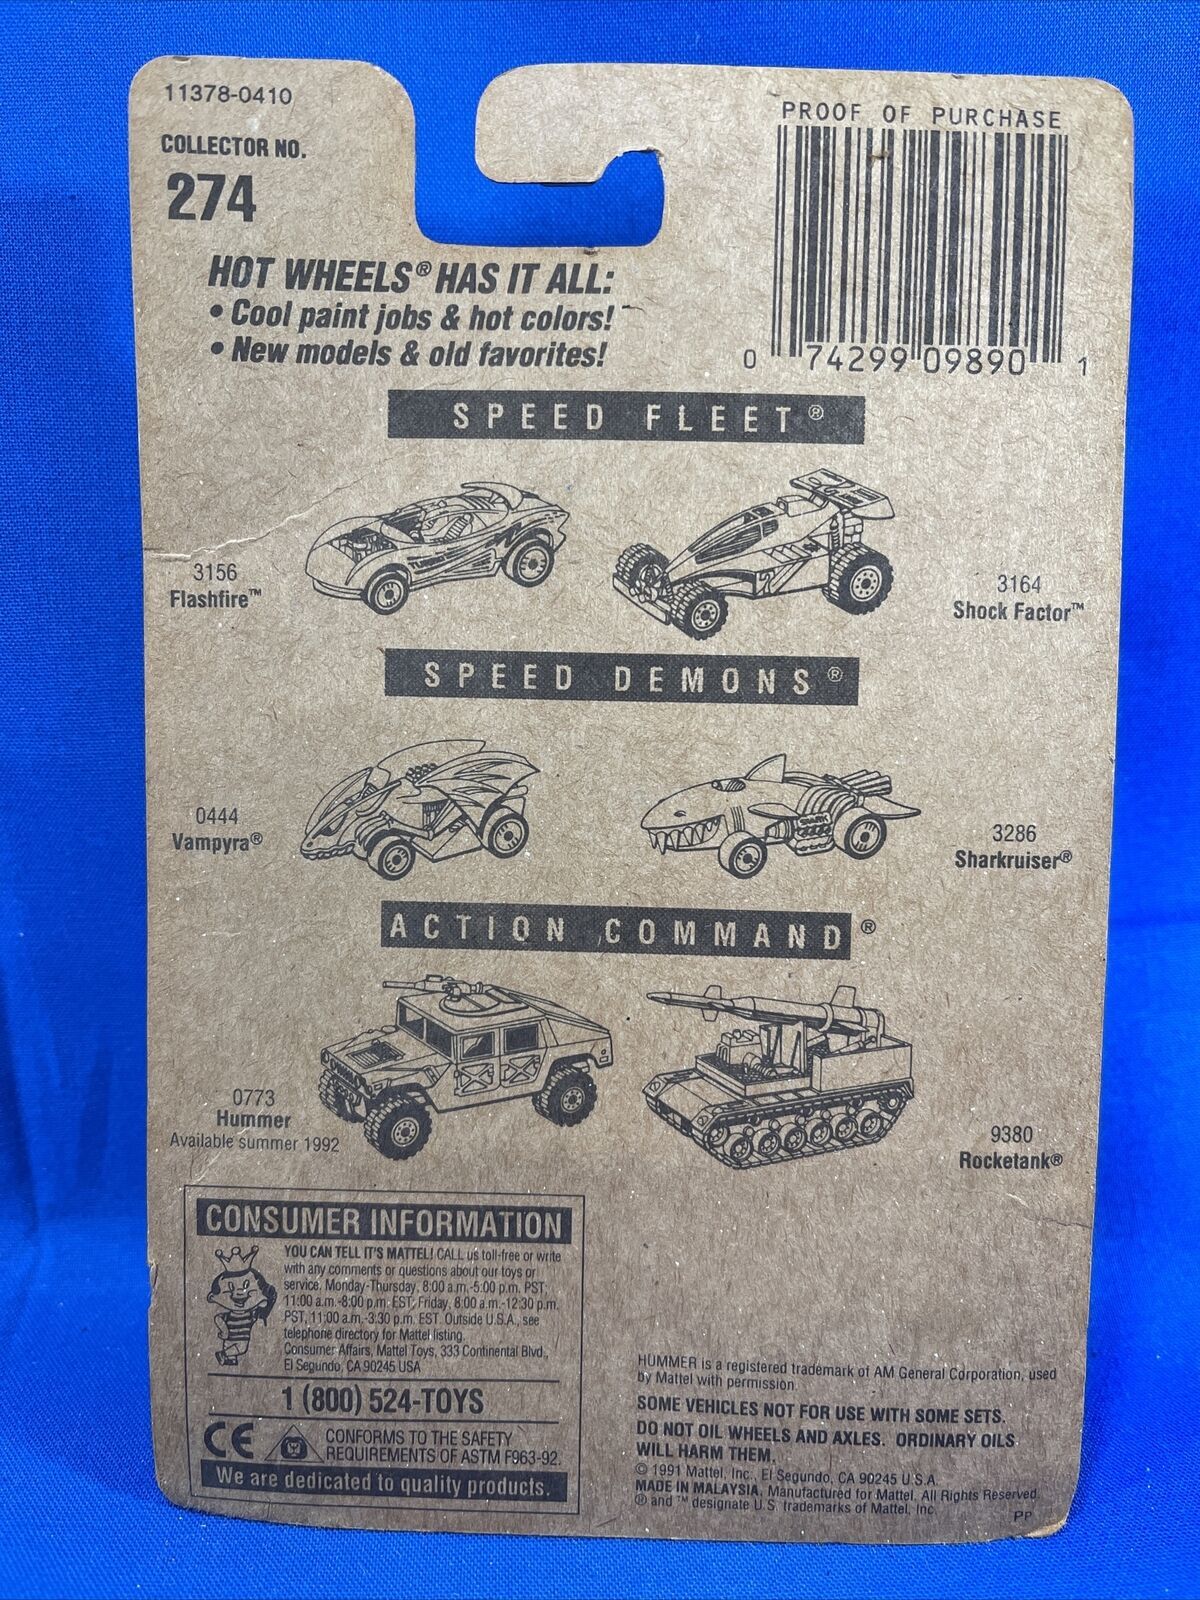 11378-0410
COLLECTOR NO.
274
PROOF OF PURCHASE
0 74299 09890 1
HOT WHEELS® HAS IT ALL:
• Cool paint jobs & hot colors!
• New models & old favorites!
SPEED FLEET®
3156
Flashfire™
3164
Shock Factor™
SPEED DEMONS®
0444
Vampyra®
SHARK
3286
Sharkruiser®
ACTION COMMAND®
0773
Hummer
Available summer 1992
9380
Rocketank®
CONSUMER INFORMATION
YOU CAN TELL IT'S MATTEL! CALL us toll-free or write
with any comments or questions about our toys or
service. Monday-Thursday, 8:00 a.m.-5:00 p.m. PST,
11:00 a.m.-8:00 p.m. EST; Friday, 8:00 a.m.-12:30 p.m.
PST, 11:00 a.m.-3:30 p.m. EST. Outside U.S.A., see
telephone directory for Mattel listing.
Consumer Affairs, Mattel Toys, 333 Continental Blvd.,
El Segundo, CA 90245 USA
1 (800) 524-TOYS
CE
CONFORMS TO THE SAFETY
REQUIREMENTS OF ASTM F963-92.
We are dedicated to quality products.
HUMMER is a registered trademark of AM General Corporation, used
by Mattel with permission.
SOME VEHICLES NOT FOR USE WITH SOME SETS.
DO NOT OIL WHEELS AND AXLES. ORDINARY OILS
WILL HARM THEM.
© 1991 Mattel, Inc., El Segundo, CA 90245 U.S.A.
MADE IN MALAYSIA. Manufactured for Mattel. All Rights Reserved.
® and ™ designate U.S. trademarks of Mattel, Inc.
PP